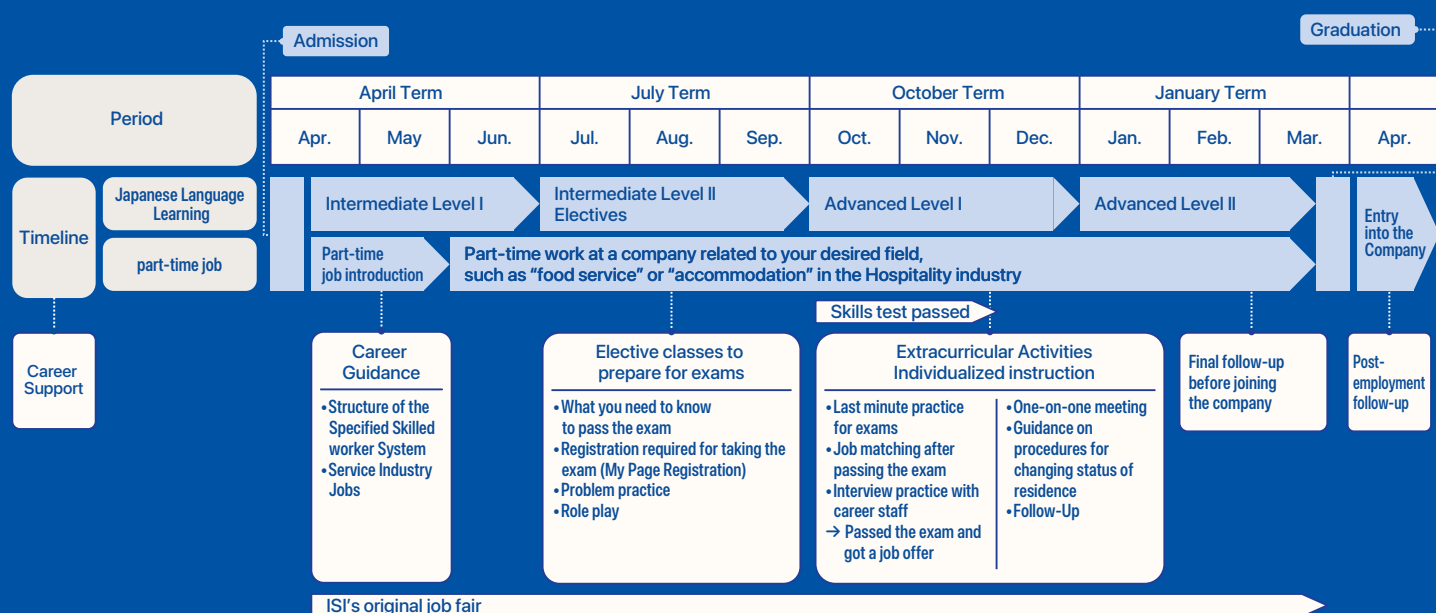 Admission
Graduation
Period
April Term
July Term
October Term
January Term
Apr.
May
Jun.
Jul.
Aug.
Sep.
Oct.
Nov.
Dec.
Jan.
Feb.
Mar.
Apr.
Timeline
Japanese Language
Learning
Intermediate Level I
Intermediate Level II
Electives
Advanced Level I
Advanced Level II
Entry
into the
Company
part-time job
Part-time
job introduction
Part-time work at a company related to your desired field,
such as “food service” or “accommodation” in the Hospitality industry
Skills test passed
Career
Support
Career
Guidance
•Structure of the
Specified Skilled
worker System
•Service Industry
Jobs
Elective classes to
prepare for exams
•What you need to know
to pass the exam
•Registration required for taking the
exam (My Page Registration)
•Problem practice
•Role play
Extracurricular Activities
Individualized instruction
•Last minute practice
for exams
•Job matching after
passing the exam
•Interview practice with
career staff
→ Passed the exam and
got a job offer
•One-on-one meeting
•Guidance on
procedures for
changing status of
residence
•Follow-Up
Final follow-up
before joining
the company
Post-
employment
follow-up
ISI’s original job fair